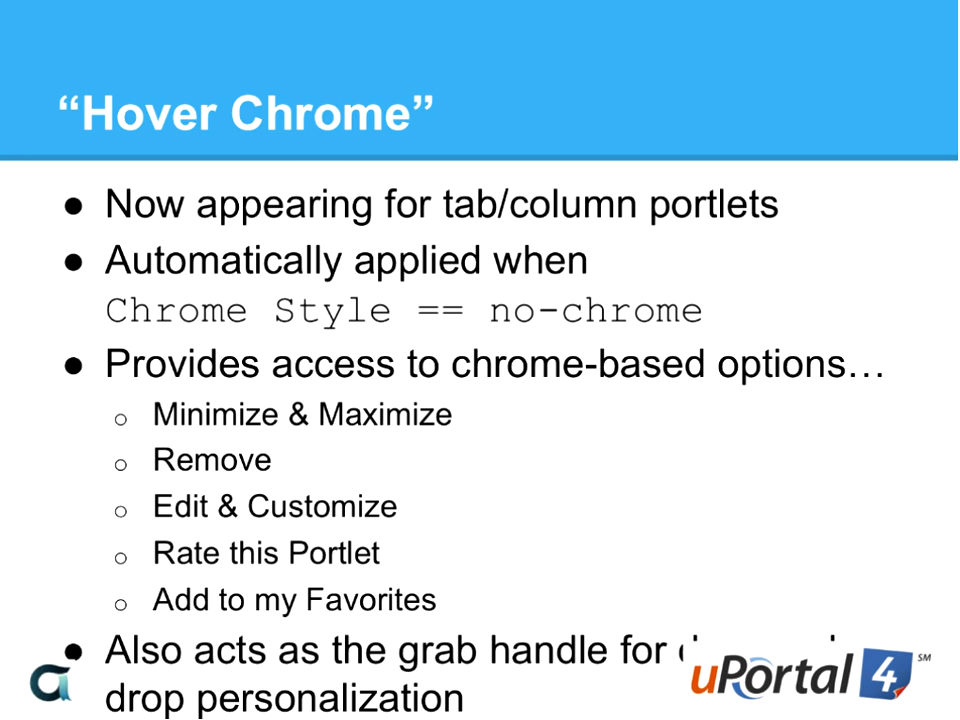 “Hover Chrome”
● Now appearing for tab/column portlets
● Automatically applied when
Chrome Style == no-chrome
● Provides access to chrome-based options…
o Minimize & Maximize
o Remove
o Edit & Customize
o Rate this Portlet
o Add to my Favorites
● Also acts as the grab handle for
drop personalization
uPortal 4 SM